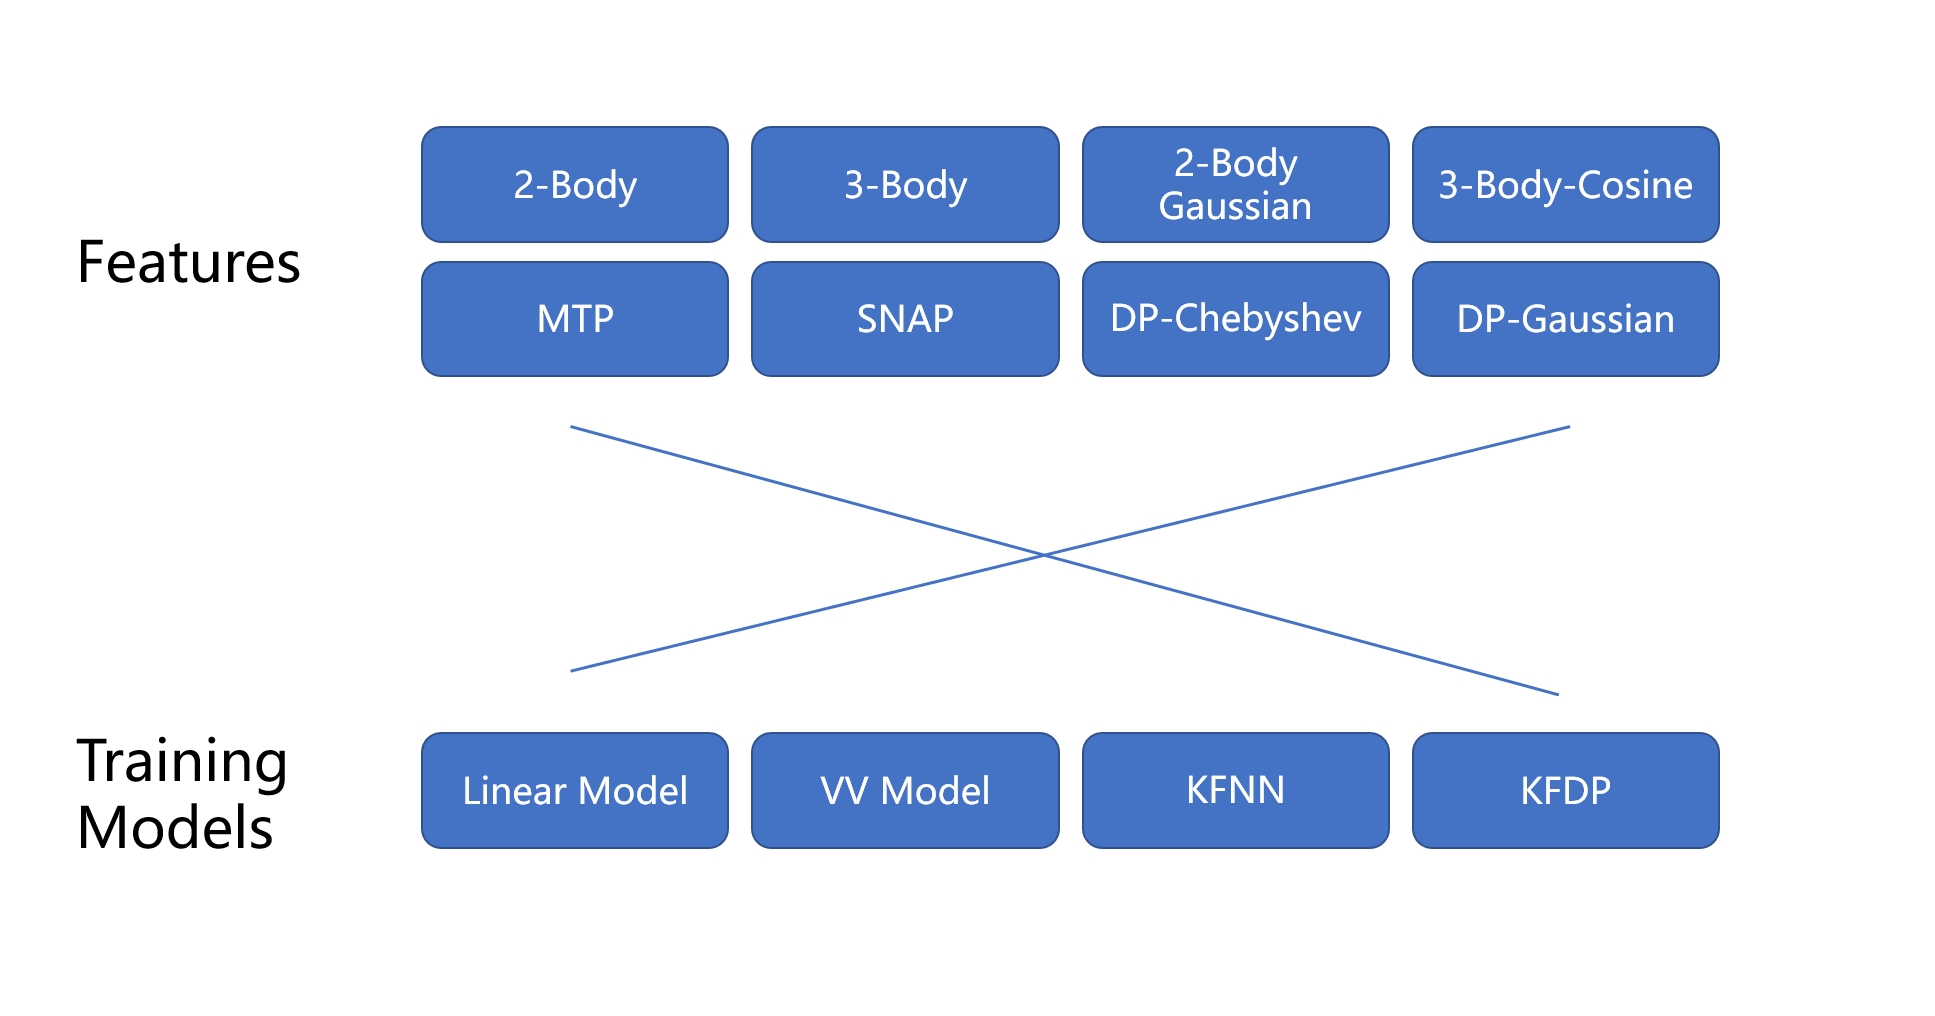 2-Body
3-Body
2-Body
Gaussian
3-Body-Cosine
Features
MTP
SNAP
DP-Chebyshev
DP-Gaussian
Training
Models
Linear Model
VV Model
KFNN
KFDP